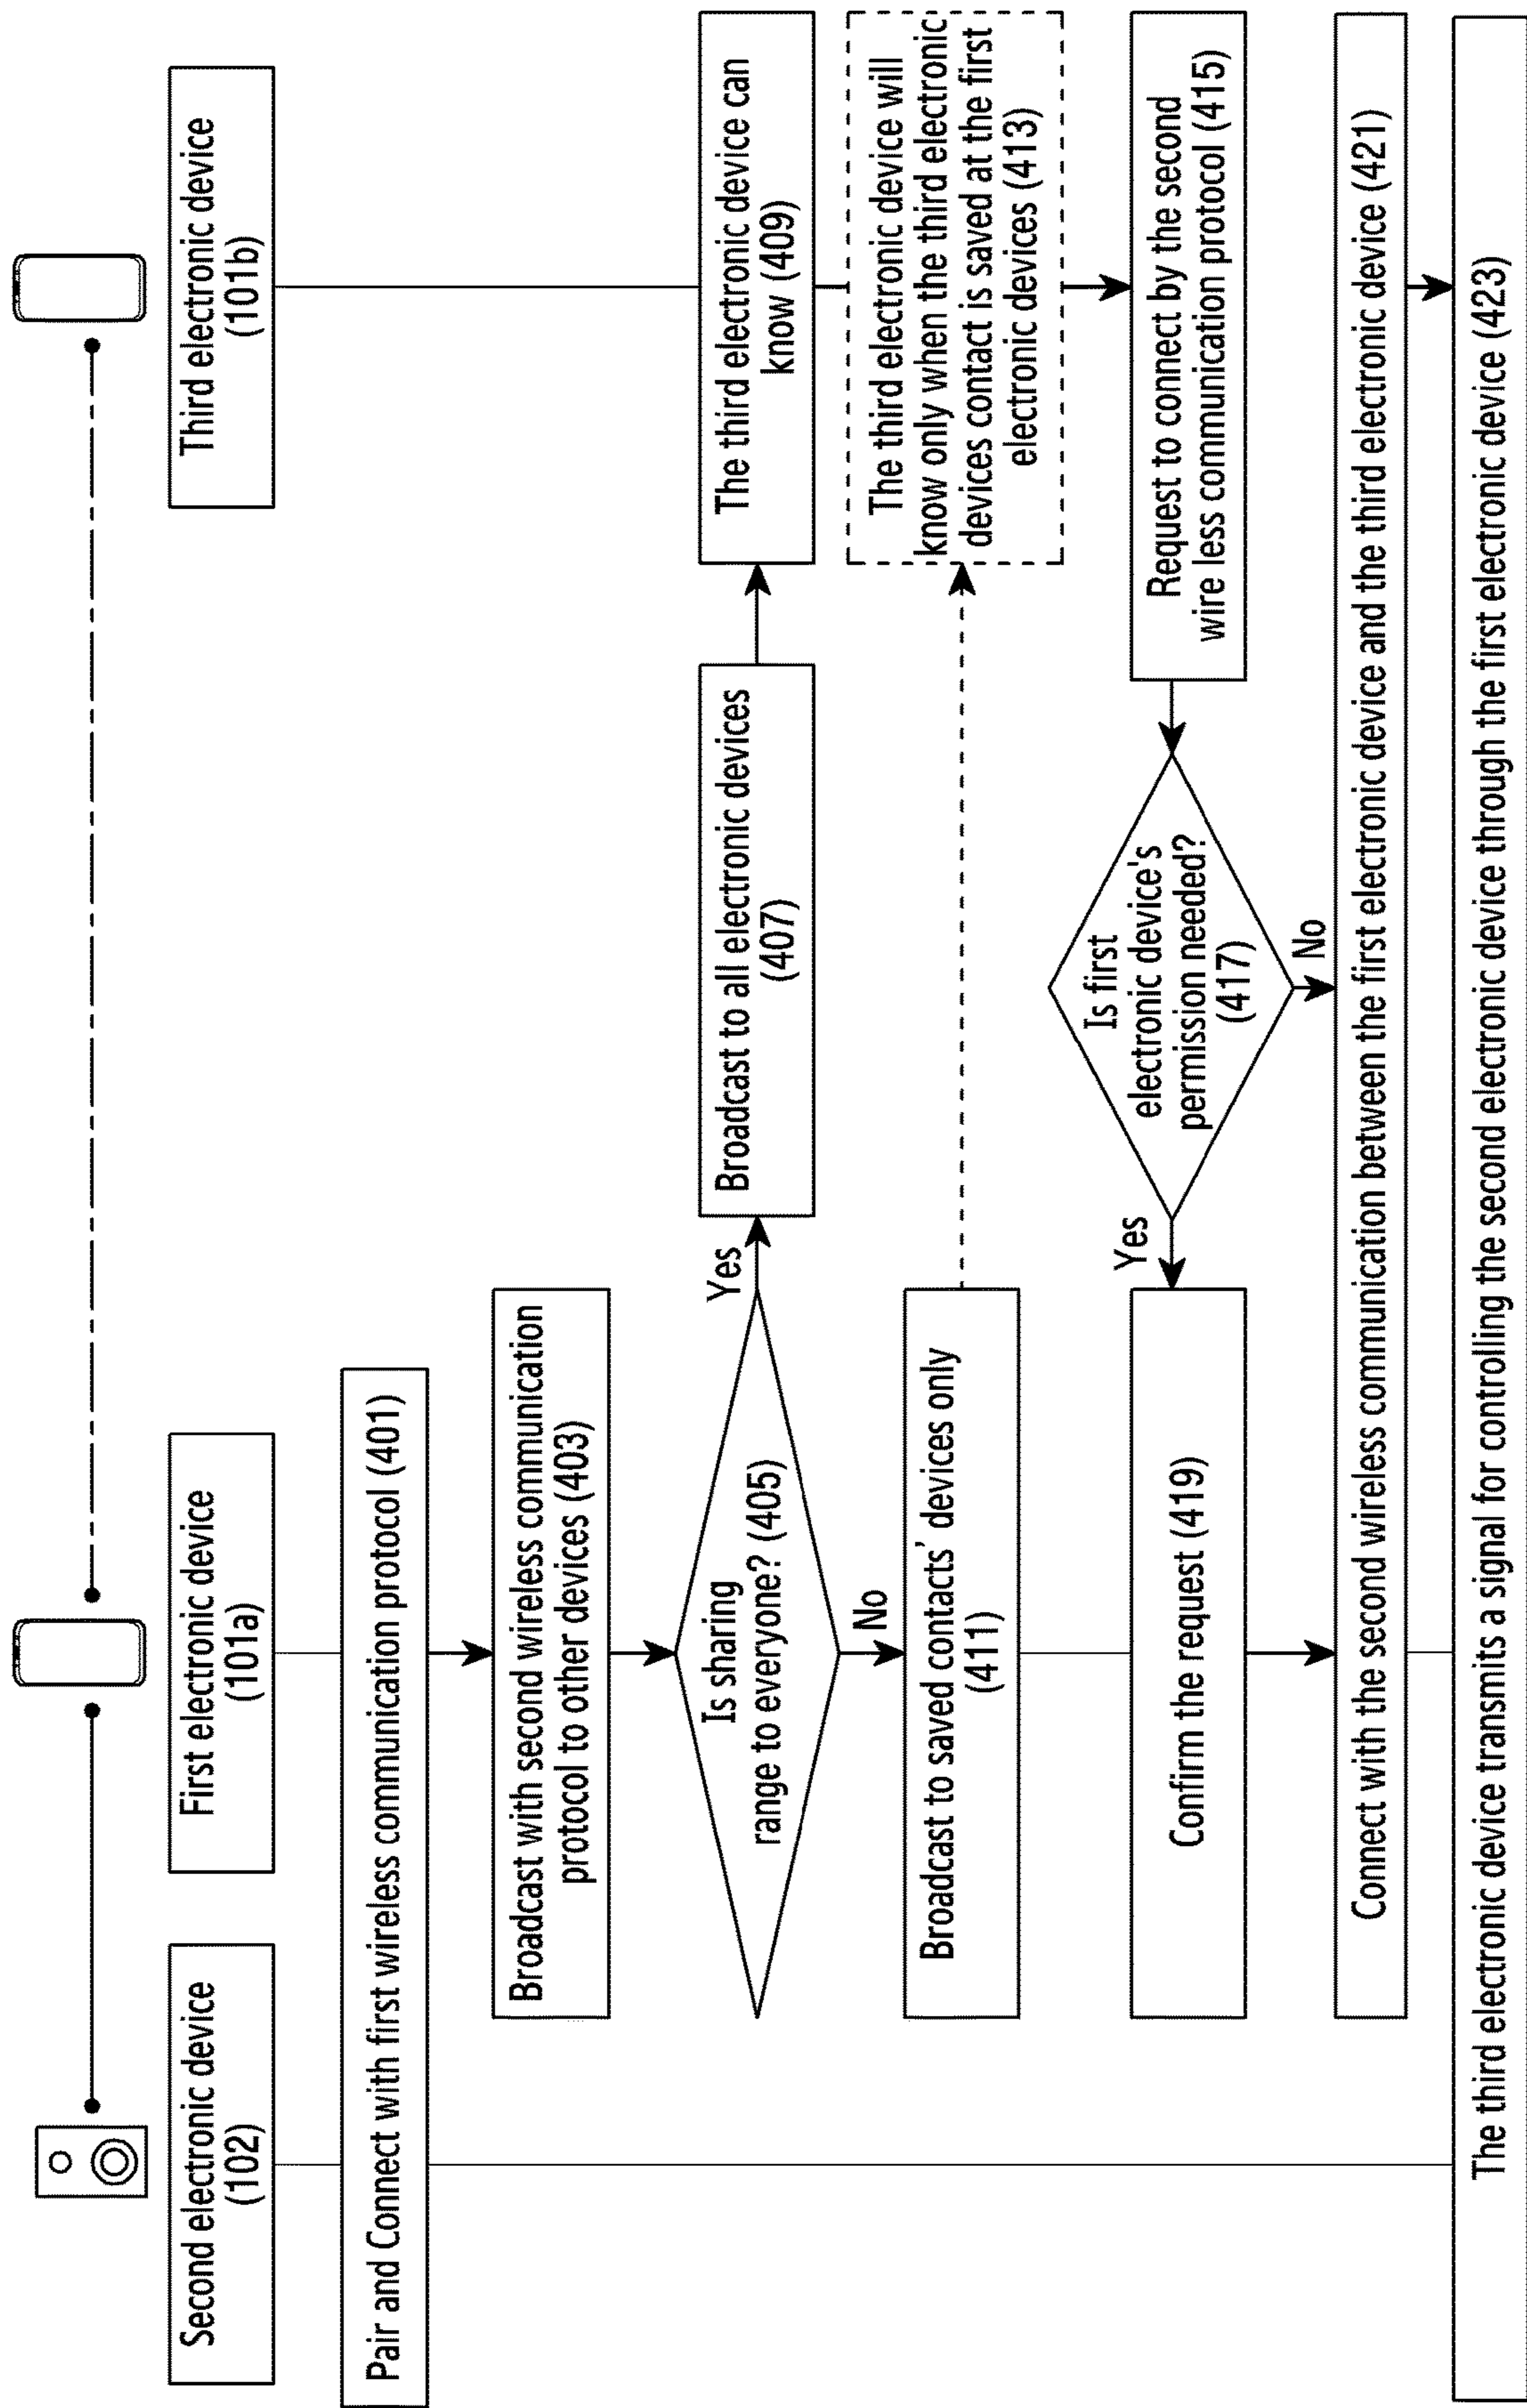 Second electronic device
(102)
First electronic device
(101a)
Third electronic device
(101b)
Pair and Connect with first wireless communication protocol (401)
Broadcast with second wireless communication
protocol to other devices (403)
Is sharing
range to everyone? (405)
Yes
No
Broadcast to all electronic devices
(407)
The third electronic device can
know (409)
Broadcast to saved contacts' devices only
(411)
The third electronic device will
know only when the third electronic
devices contact is saved at the first
electronic devices (413)
Request to connect by the second
wire less communication protocol (415)
Is first
electronic device's
permission needed?
(417)
Yes
No
Confirm the request (419)
Connect with the second wireless communication between the first electronic device and the third electronic device (421)
The third electronic device transmits a signal for controlling the second electronic device through the first electronic device (423)